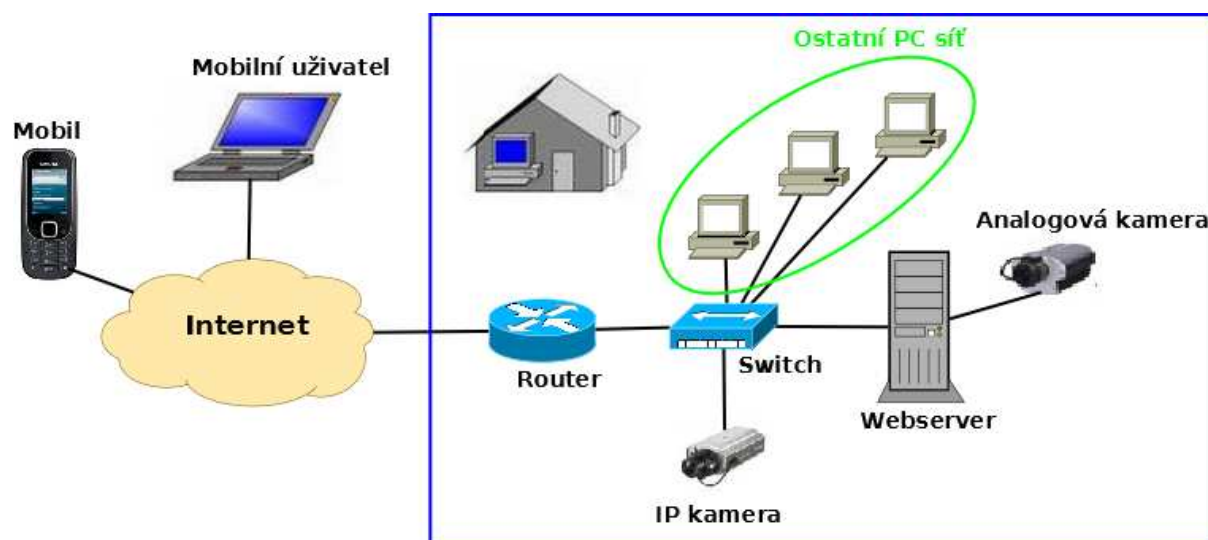 Ostatní PC síť
Mobilní uživatel
Mobil
Analogová kamera
Internet
Router
Switch
Webserver
IP kamera